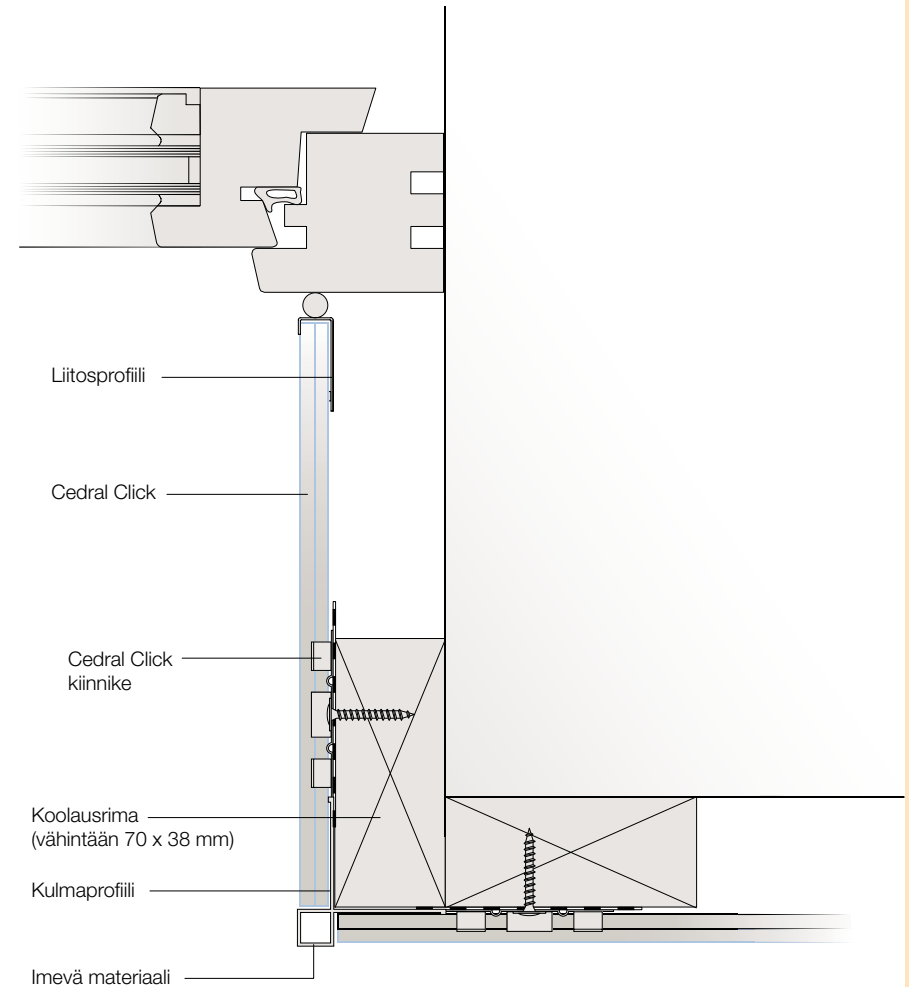 Liitosprofiili
Cedral Click
Cedral Click
kiinnike
Koolausrima
(vähintään 70 x 38 mm)
Kulmaprofiili
Imevä materiaali